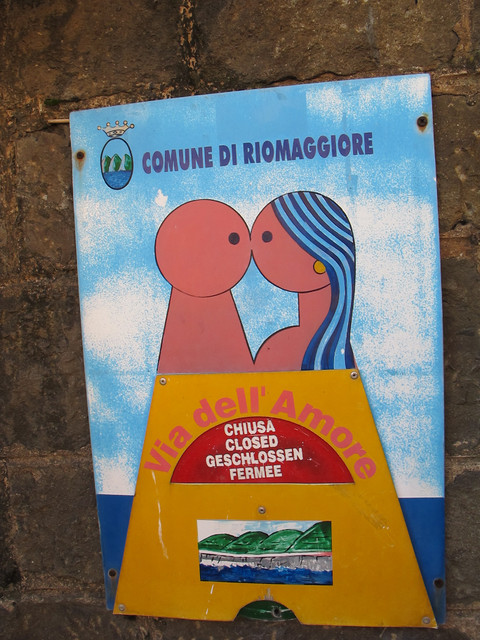 COMUNE DI RIOMAGGIORE
Via dell'Amore
CHIUSA
CLOSED
GESCHLOSSEN
FERMEE